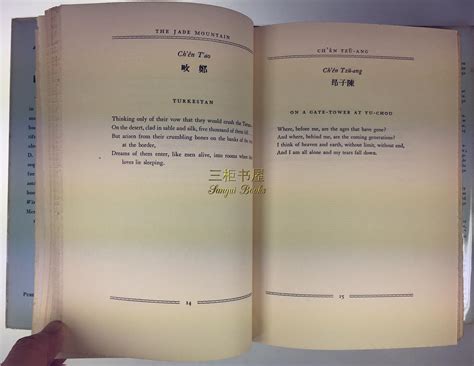 THE JADE MOUNTAIN
Ch'ên T'ao
陶 陳
TURKESTAN
Thinking only of their vow that they would crush the Tartars
On the desert, clad in sable and silk, five thousand of them fell . . .
But arisen from their crumbling bones on the banks of the river
at the border,
Dreams of them enter, like men alive, into rooms where their
loves lie sleeping.
14
CH'ÊN TZŬ-ANG
Ch'ên Tzŭ-ang
昂子陳
ON A GATE-TOWER AT YU-CHOU
Where, before me, are the ages that have gone?
And where, behind me, are the coming generations?
I think of heaven and earth, without limit, without end,
And I am all alone and my tears fall down.
15
三柜书屋
Sangui Books